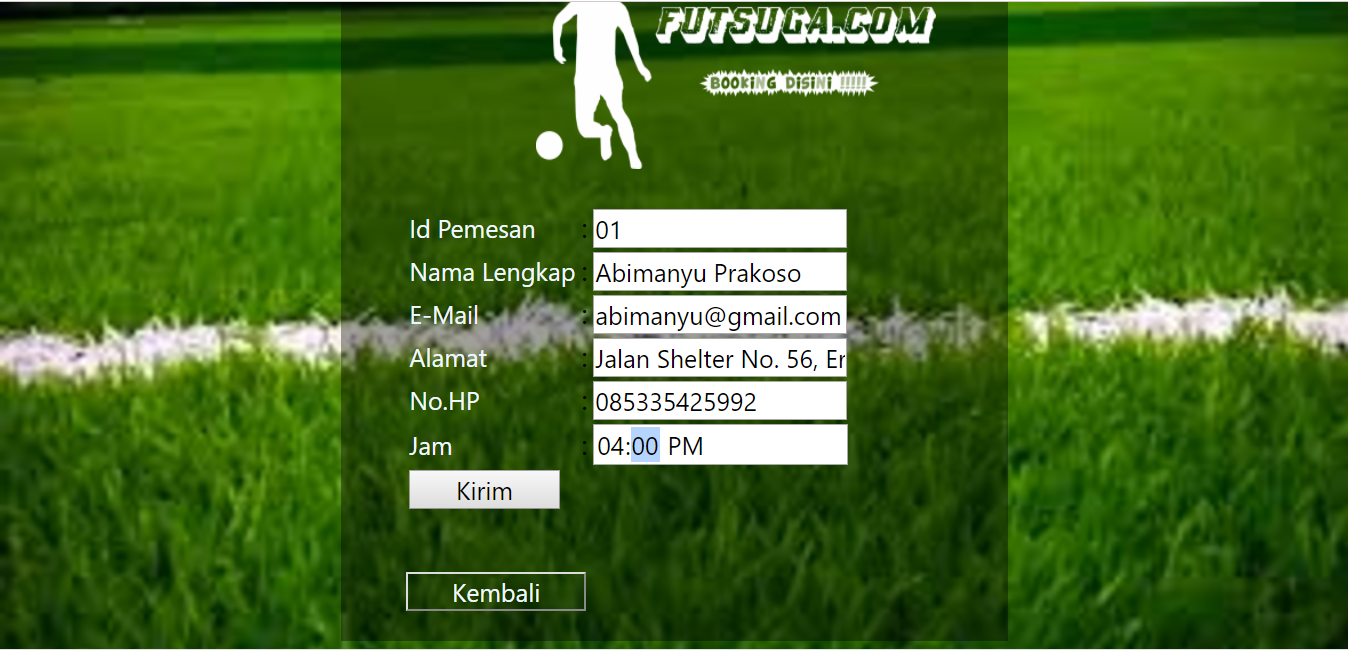 FUTSUGA.COM
BOOKING DISINI !!!!!
Id Pemesan : 01
Nama Lengkap : Abimanyu Prakoso
E-Mail : abimanyu@gmail.com
Alamat : Jalan Shelter No. 56, Er
No.HP : 085335425992
Jam : 04:00 PM
Kirim
Kembali